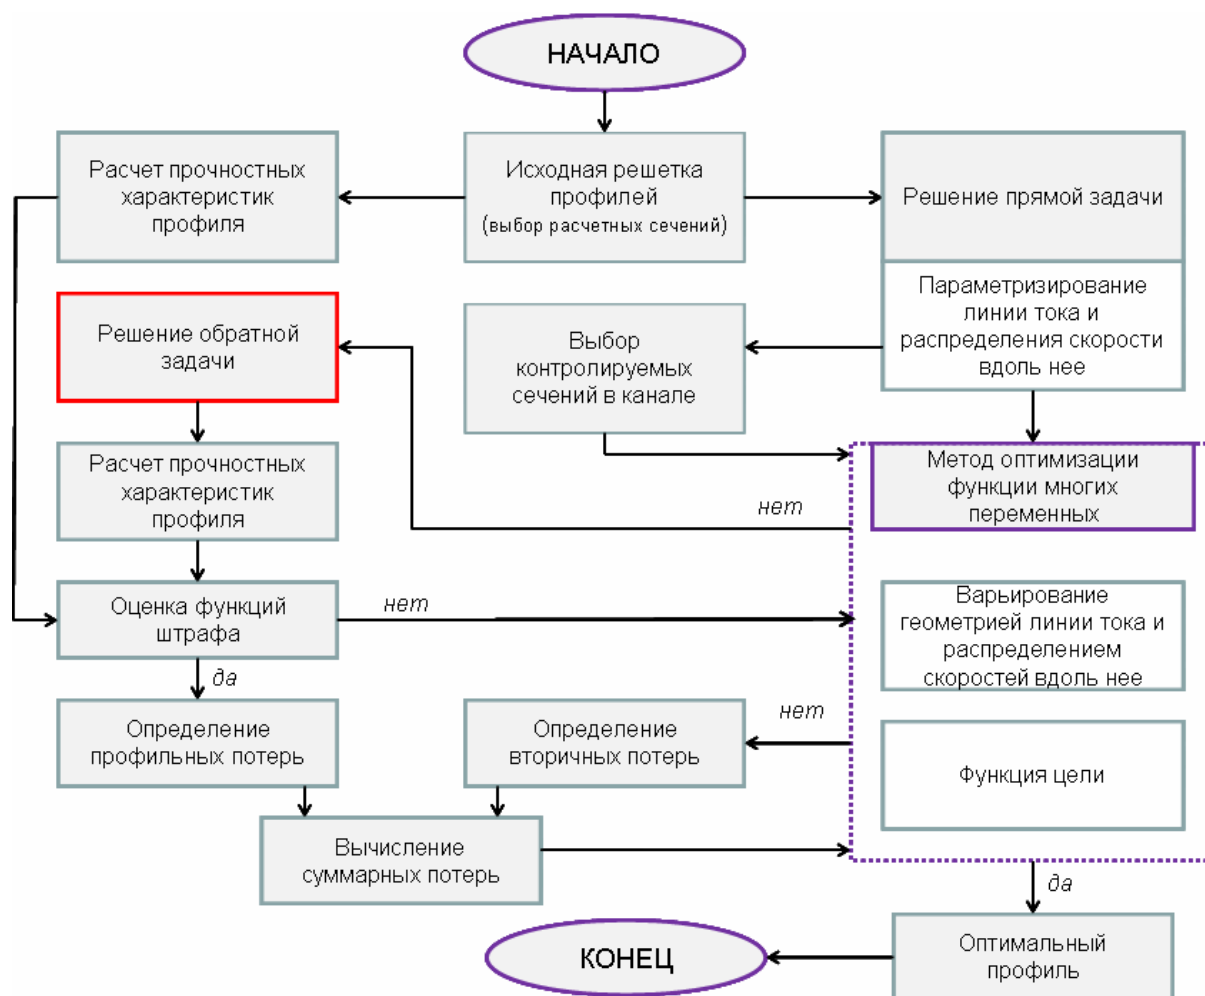 НАЧАЛО
Расчет прочностных
характеристик
профиля
Исходная решетка
профилей
(выбор расчетных сечений)
Решение прямой задачи
Параметризирование
линии тока и
распределения скорости
вдоль нее
Решение обратной
задачи
Выбор
контролируемых
сечений в канале
Расчет прочностных
характеристик
профиля
нет
Метод оптимизации
функции многих
переменных
Оценка функций
штрафа
нет
Варьирование
геометрией линии тока и
распределением
скоростей вдоль нее
да
Определение
профильных потерь
Определение
вторичных потерь
нет
Функция цели
Вычисление
суммарных потерь
да
КОНЕЦ
Оптимальный
профиль